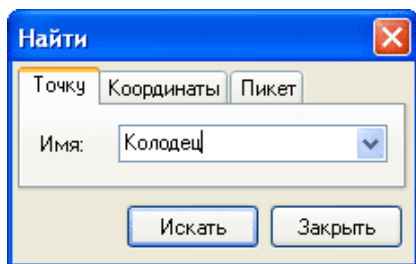 Найти
Точку Координаты Пикет
Имя: Колодец
Искать Закрыть